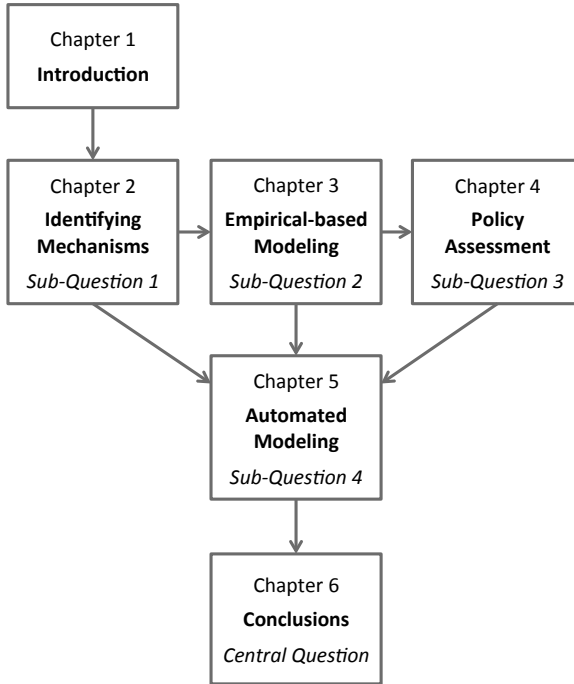 Chapter 1
Introduction
Chapter 2
Identifying
Mechanisms
Sub-Question 1
Chapter 3
Empirical-based
Modeling
Sub-Question 2
Chapter 4
Policy
Assessment
Sub-Question 3
Chapter 5
Automated
Modeling
Sub-Question 4
Chapter 6
Conclusions
Central Question